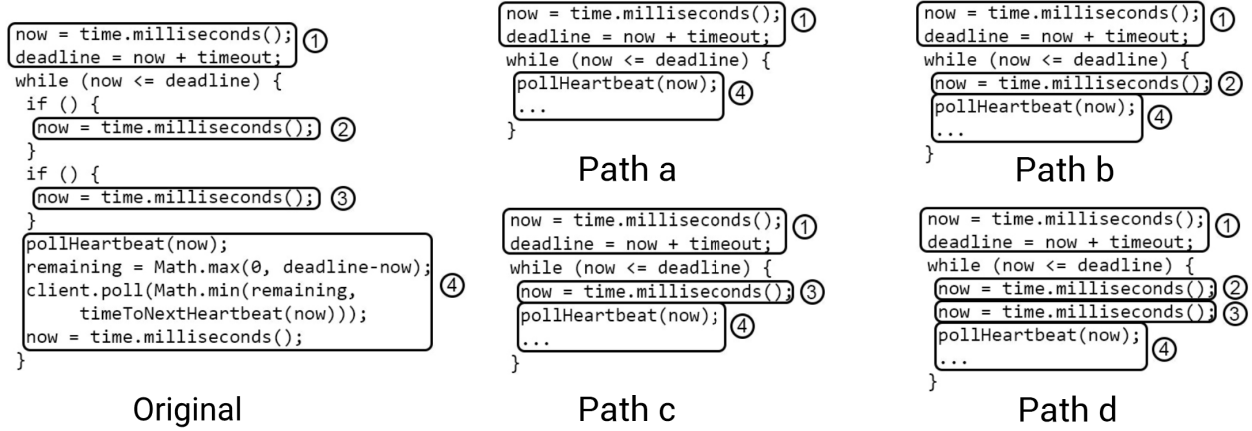 now = time.milliseconds();
deadline = now + timeout;
①
while (now <= deadline) {
if () {
now = time.milliseconds();
②
}
if () {
now = time.milliseconds();
③
}
pollHeartbeat(now);
remaining = Math.max(0, deadline-now);
client.poll(Math.min(remaining,
timeToNextHeartbeat(now)));
now = time.milliseconds();
④
}
Original
now = time.milliseconds();
deadline = now + timeout;
①
while (now <= deadline) {
pollHeartbeat(now);
...
④
}
Path a
now = time.milliseconds();
deadline = now + timeout;
①
while (now <= deadline) {
now = time.milliseconds();
②
pollHeartbeat(now);
...
④
}
Path b
now = time.milliseconds();
deadline = now + timeout;
①
while (now <= deadline) {
now = time.milliseconds();
③
pollHeartbeat(now);
...
④
}
Path c
now = time.milliseconds();
deadline = now + timeout;
①
while (now <= deadline) {
now = time.milliseconds();
②
now = time.milliseconds();
③
pollHeartbeat(now);
...
④
}
Path d